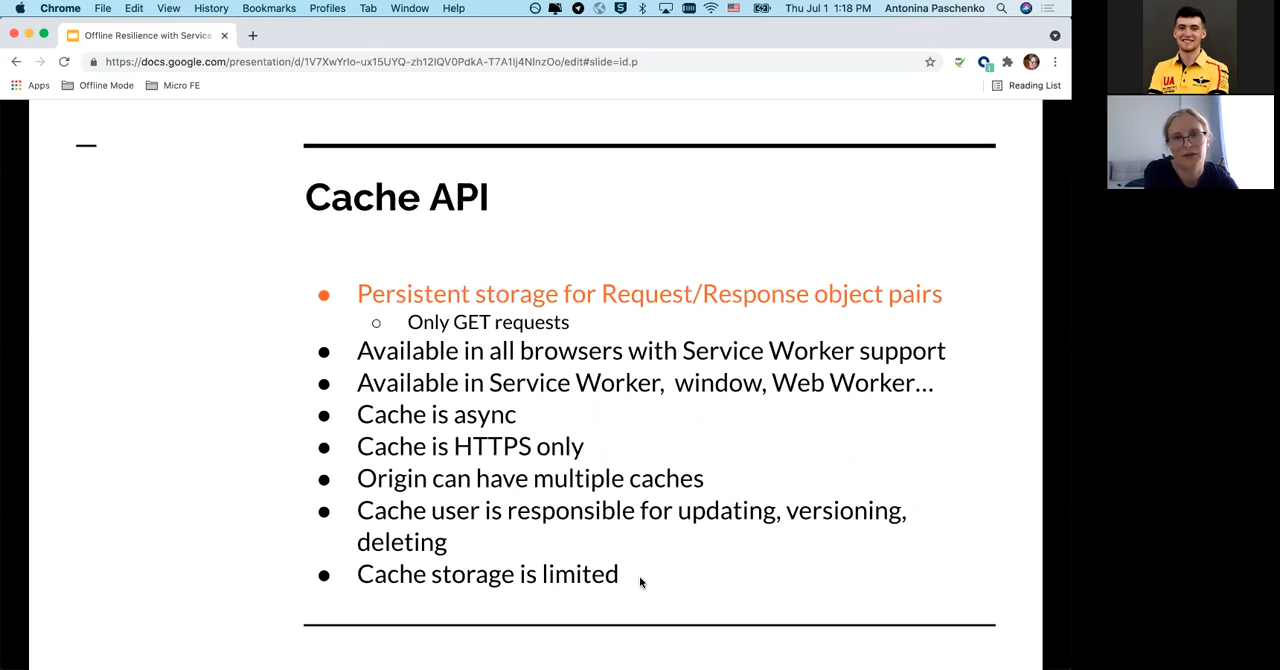 Chrome File Edit View History Bookmarks Profiles Tab Window Help Thu Jul 1 1:18 PM Antonina Paschenko
Offline Resilience with Service
https://docs.google.com/presentation/d/1V7XwYrIo-ux15UYQ-zh12IQV0PdkA-T7A1Ij4NlnzOo/edit#slide=id.p
Apps Offline Mode Micro FE Reading List
Cache API
● Persistent storage for Request/Response object pairs
○ Only GET requests
● Available in all browsers with Service Worker support
● Available in Service Worker, window, Web Worker...
● Cache is async
● Cache is HTTPS only
● Origin can have multiple caches
● Cache user is responsible for updating, versioning,
deleting
● Cache storage is limited
UA